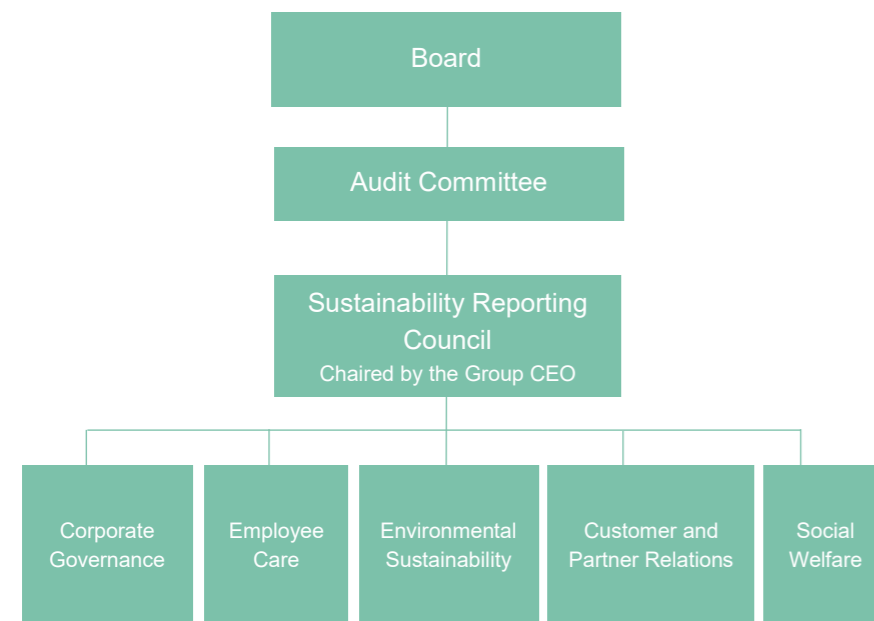 Board
Audit Committee
Sustainability Reporting
Council
Chaired by the Group CEO
Corporate
Governance
Employee
Care
Environmental
Sustainability
Customer and
Partner Relations
Social
Welfare